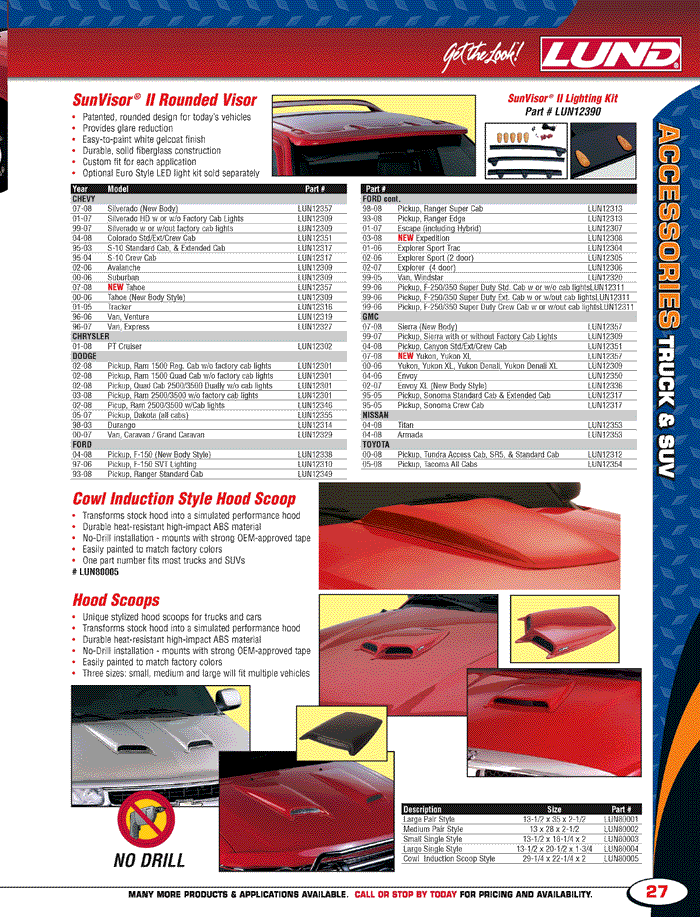 Get the Look!
LUND
SunVisor® II Rounded Visor
• Patented, rounded design for today's vehicles
• Provides glare reduction
• Easy-to-paint white gelcoat finish
• Durable, solid fiberglass construction
• Custom fit for each application
• Optional Euro Style LED light kit sold separately
SunVisor® II Lighting Kit
Part # LUN12390
Year Model Part #
CHEVY
07-08 Silverado (New Body) LUN12357
01-07 Silverado HD w or w/o Factory Cab Lights LUN12309
99-07 Silverado w or w/out factory cab lights LUN12309
04-08 Colorado Std/Ext/Crew Cab LUN12351
95-03 S-10 Standard Cab, & Extended Cab LUN12317
95-04 S-10 Crew Cab LUN12317
02-06 Avalanche LUN12309
00-06 Suburban LUN12309
07-08 NEW Tahoe LUN12357
00-06 Tahoe (New Body Style) LUN12309
01-05 Tracker LUN12316
96-06 Van, Venture LUN12319
96-07 Van, Express LUN12327
CHRYSLER
01-08 PT Cruiser LUN12302
DODGE
02-08 Pickup, Ram 1500 Reg. Cab w/o factory cab lights LUN12301
02-08 Pickup, Ram 1500 Quad Cab w/o factory cab lights LUN12301
02-08 Pickup, Quad Cab 2500/3500 Dually w/o cab lights LUN12301
03-08 Pickup, Ram 2500/3500 w/o factory cab lights LUN12301
02-08 Picup, Ram 2500/3500 w/Cab lights LUN12346
05-07 Pickup, Dakota (all cabs) LUN12355
98-03 Durango LUN12314
00-07 Van, Caravan / Grand Caravan LUN12329
FORD
04-08 Pickup, F-150 (New Body Style) LUN12338
97-06 Pickup, F-150 SVT Lighting LUN12310
93-08 Pickup, Ranger Standard Cab LUN12349
Part #
FORD cont.
98-08 Pickup, Ranger Super Cab LUN12313
93-08 Pickup, Ranger Edge LUN12313
01-07 Escape (including Hybrid) LUN12307
03-08 NEW Expedition LUN12308
01-06 Explorer Sport Trac LUN12304
02-06 Explorer Sport (2 door) LUN12305
02-07 Explorer (4 door) LUN12306
99-05 Van, Windstar LUN12320
99-06 Pickup, F-250/350 Super Duty Std. Cab w or w/o cab lightsLUN12311
99-06 Pickup, F-250/350 Super Duty Ext. Cab w or w/out cab lightsLUN12311
99-06 Pickup, F-250/350 Super Duty Crew Cab w or w/out cab lightsLUN12311
GMC
07-08 Sierra (New Body) LUN12357
99-07 Pickup, Sierra with or without Factory Cab Lights LUN12309
04-08 Pickup, Canyon Std/Ext/Crew Cab LUN12351
07-08 NEW Yukon, Yukon XL LUN12357
00-06 Yukon, Yukon XL, Yukon Denali, Yukon Denali XL LUN12309
04-06 Envoy LUN12350
02-07 Envoy XL (New Body Style) LUN12336
95-05 Pickup, Sonoma Standard Cab & Extended Cab LUN12317
95-05 Pickup, Sonoma Crew Cab LUN12317
NISSAN
04-08 Titan LUN12353
04-08 Armada LUN12353
TOYOTA
00-08 Pickup, Tundra Access Cab, SR5, & Standard Cab LUN12312
05-08 Pickup, Tacoma All Cabs LUN12354
ACCESSORIES TRUCK & SUV
Cowl Induction Style Hood Scoop
• Transforms stock hood into a simulated performance hood
• Durable heat-resistant high-impact ABS material
• No-Drill installation - mounts with strong OEM-approved tape
• Easily painted to match factory colors
• One part number fits most trucks and SUVs
# LUN80005
Hood Scoops
• Unique stylized hood scoops for trucks and cars
• Transforms stock hood into a simulated performance hood
• Durable heat-resistant high-impact ABS material
• No-Drill installation - mounts with strong OEM-approved tape
• Easily painted to match factory colors
• Three sizes: small, medium and large will fit multiple vehicles
NO DRILL
Description Size Part #
Large Pair Style 13-1/2 x 35 x 2-1/2 LUN80001
Medium Pair Style 13 x 28 x 2-1/2 LUN80002
Small Single Style 13-1/2 x 16-1/4 x 2 LUN80003
Large Single Style 13-1/2 x 20-1/2 x 1-3/4 LUN80004
Cowl Induction Scoop Style 29-1/4 x 22-1/4 x 2 LUN80005
MANY MORE PRODUCTS & APPLICATIONS AVAILABLE. CALL OR STOP BY TODAY FOR PRICING AND AVAILABILITY.
27